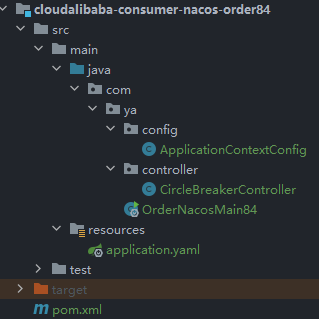 cloudalibaba-consumer-nacos-order84
src
main
java
com
ya
config
ApplicationContextConfig
controller
CircleBreakerController
OrderNacosMain84
resources
application.yaml
test
target
pom.xml